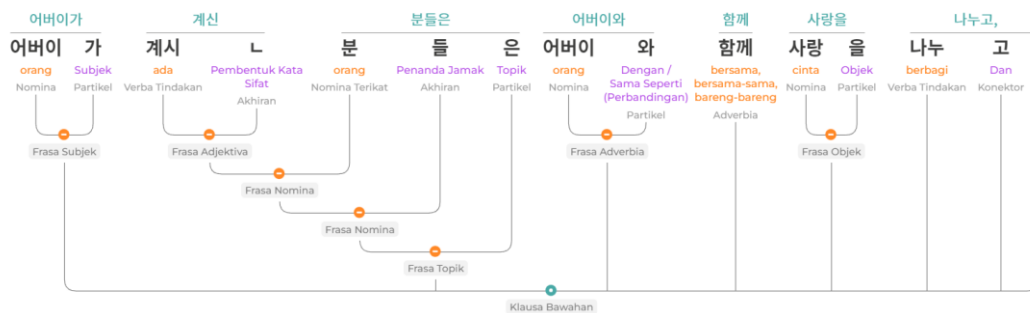 어버이가 계신 분들은 어버이와 함께 사랑을 나누고,
어버이 가 계시 ㄴ 분 들 은 어버이 와 함께 사랑 을 나누 고
orang Subjek ada Pembentuk Kata Sifat orang Penanda Jamak Topik orang Dengan / Sama Seperti (Perbandingan) bersama, bersama-sama, bareng-bareng cinta Objek berbagi Dan
Nomina Partikel Verba Tindakan Akhiran Nomina Terikat Akhiran Partikel Nomina Partikel Adverbia Nomina Partikel Verba Tindakan Konektor
Frasa Subjek Frasa Adjektiva Frasa Adverbia Frasa Objek
Frasa Nomina
Frasa Nomina
Frasa Topik
Klausa Bawahan